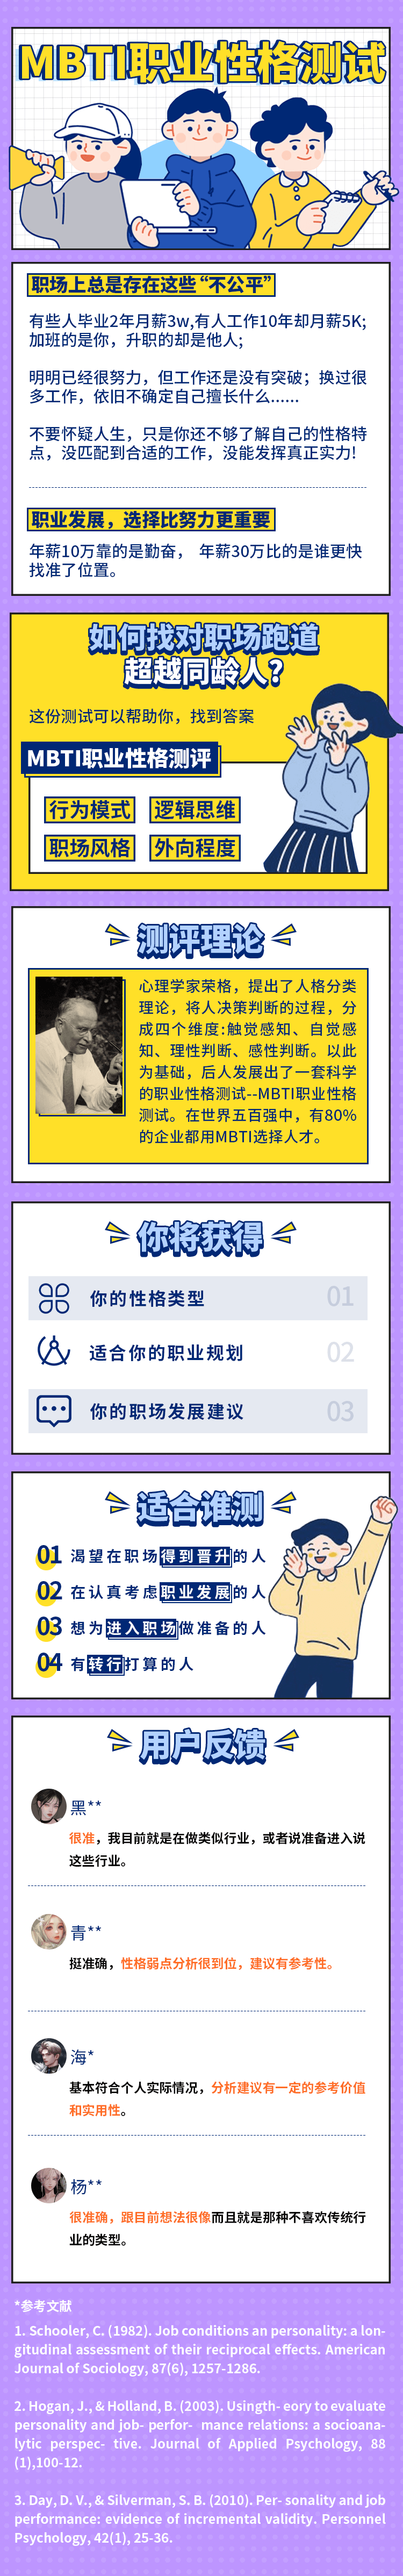 MBTI职业性格测试
职场上总是存在这些“不公平”
有些人毕业2年月薪3w,有人工作10年却月薪5K;
加班的是你，升职的却是他人;
明明已经很努力，但工作还是没有突破；换过很
多工作，依旧不确定自己擅长什么......
不要怀疑人生，只是你还不够了解自己的性格特
点，没匹配到合适的工作，没能发挥真正实力!
职业发展，选择比努力更重要
年薪10万靠的是勤奋， 年薪30万比的是谁更快
找准了位置。
如何找对职场跑道
超越同龄人?
这份测试可以帮助你，找到答案
MBTI职业性格测评
行为模式 逻辑思维
职场风格 外向程度
测评理论
心理学家荣格，提出了人格分类
理论，将人决策判断的过程，分
成四个维度:触觉感知、自觉感
知、理性判断、感性判断。以此
为基础，后人发展出了一套科学
的职业性格测试--MBTI职业性格
测试。在世界五百强中，有80%
的企业都用MBTI选择人才。
你将获得
你的性格类型 01
适合你的职业规划 02
你的职场发展建议 03
适合谁测
01 渴望在职场得到晋升的人
02 在认真考虑职业发展的人
03 想为进入职场做准备的人
04 有转行打算的人
用户反馈
黑**
很准，我目前就是在做类似行业，或者说准备进入说
这些行业。
青**
挺准确，性格弱点分析很到位，建议有参考性。
海*
基本符合个人实际情况，分析建议有一定的参考价值
和实用性。
杨**
很准确，跟目前想法很像而且就是那种不喜欢传统行
业的类型。
*参考文献
1. Schooler, C. (1982). Job conditions an personality: a lon-
gitudinal assessment of their reciprocal effects. American
Journal of Sociology, 87(6), 1257-1286.
2. Hogan, J., & Holland, B. (2003). Usingth- eory to evaluate
personality and job- perfor- mance relations: a socioana-
lytic perspec- tive. Journal of Applied Psychology, 88
(1),100-12.
3. Day, D. V., & Silverman, S. B. (2010). Per- sonality and job
performance: evidence of incremental validity. Personnel
Psychology, 42(1), 25-36.